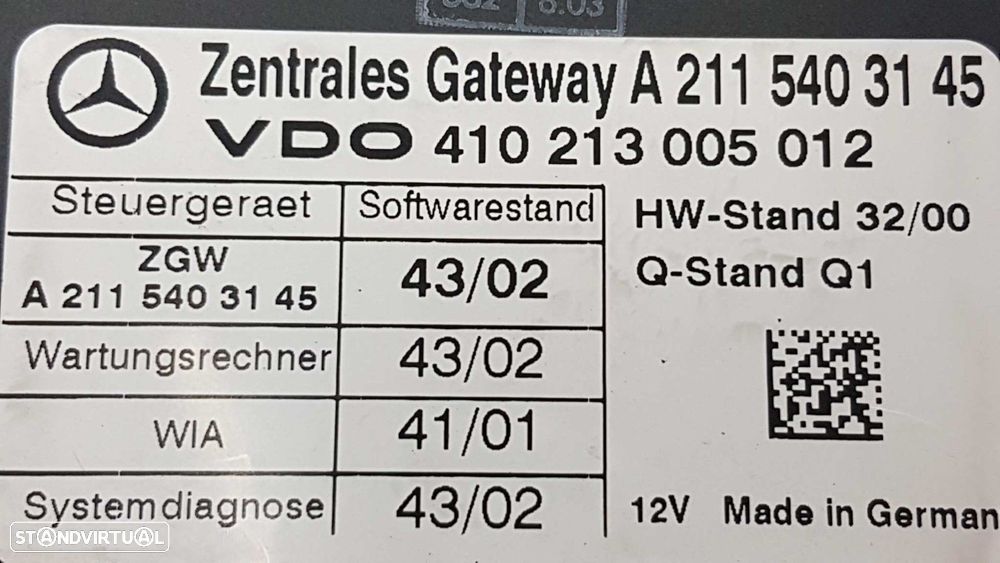 Zentrales Gateway A 211 540 31 45
VDO 410 213 005 012
Steuergeraet Softwarestand
ZGW
A 211 540 31 45 43/02
Wartungsrechner 43/02
WIA 41/01
Systemdiagnose 43/02
HW-Stand 32/00
Q-Stand Q1
12V Made in German
STANDVIRTUAL